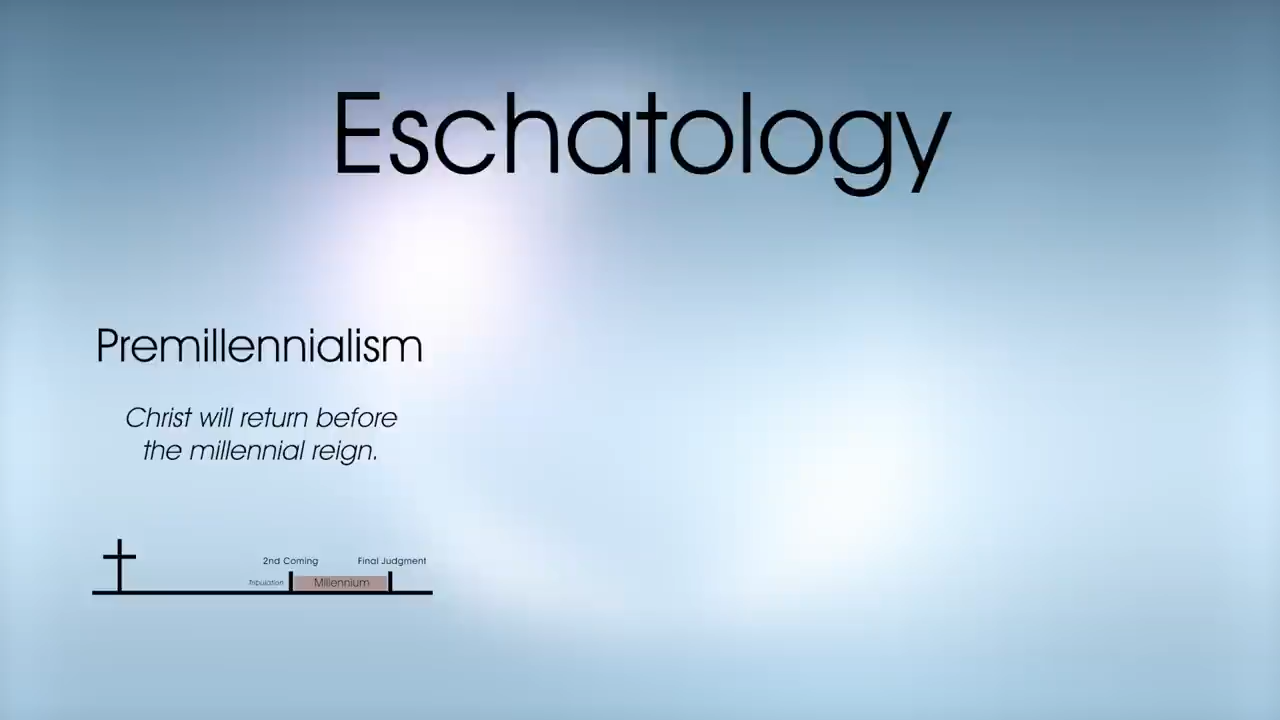 Eschatology
Premillennialism
Christ will return before
the millennial reign.
2nd Coming Final Judgment
Tribulation Millennium